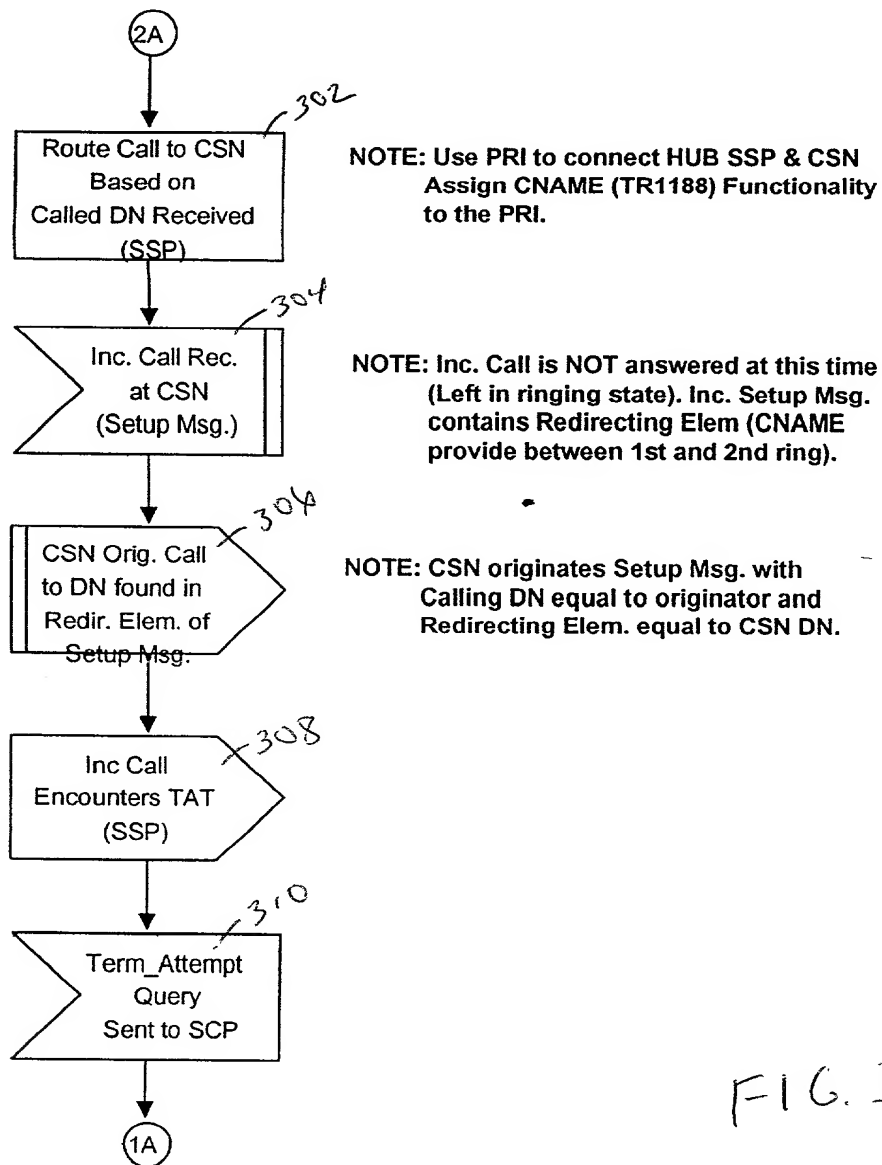 2A
302
Route Call to CSN
Based on
Called DN Received
(SSP)
NOTE: Use PRI to connect HUB SSP & CSN
Assign CNAME (TR1188) Functionality
to the PRI.
304
Inc. Call Rec.
at CSN
(Setup Msg.)
NOTE: Inc. Call is NOT answered at this time
(Left in ringing state). Inc. Setup Msg.
contains Redirecting Elem (CNAME
provide between 1st and 2nd ring).
306
CSN Orig. Call
to DN found in
Redir. Elem. of
Setup Msg.
NOTE: CSN originates Setup Msg. with
Calling DN equal to originator and
Redirecting Elem. equal to CSN DN.
308
Inc Call
Encounters TAT
(SSP)
310
Term_Attempt
Query
Sent to SCP
1A
FIG.